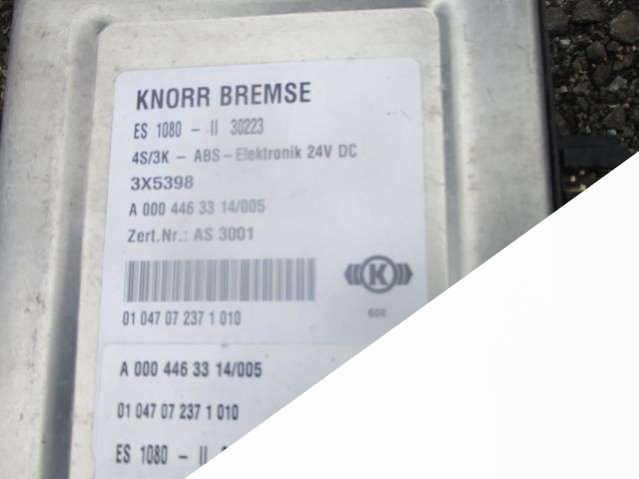 KNORR BREMSE
ES 1080 - II 30223
4S/3K - ABS-Elektronik 24V DC
3X5398
A 000 446 33 14/005
Zert.Nr.: AS 3001
K
01 047 07 237 1 010
A 000 446 33 14/005
01 047 07 237 1 010
ES 1080 - II